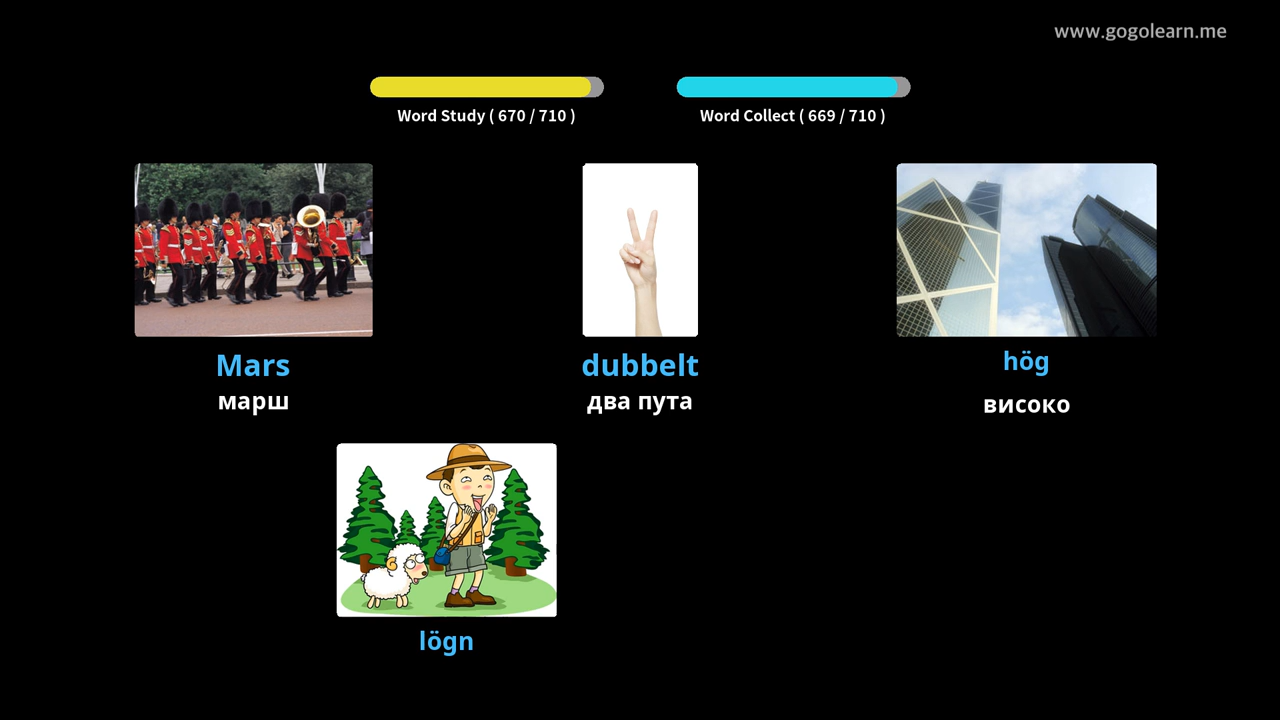 www.gogolearn.me
Word Study ( 670 / 710 )
Word Collect ( 669 / 710 )
Mars
марш
dubbelt
два пута
hög
високо
lögn